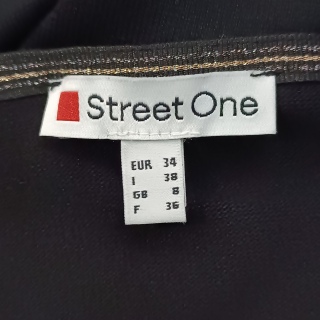 Street One
EUR 34
I 38
GB 8
F 36